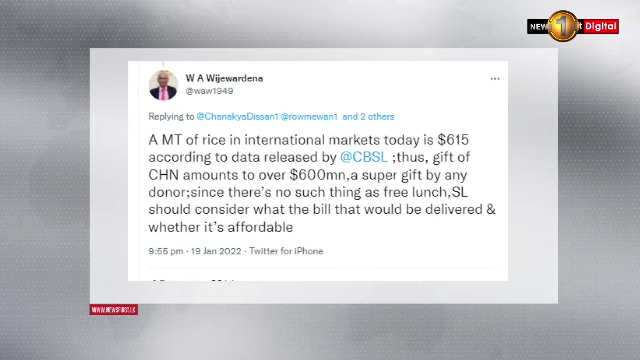 NEWS 1st Digital
W A Wijewardena
@waw1949
Replying to @ChanakyaDissan1 @rowmewan1 and 2 others
A MT of rice in international markets today is $615
according to data released by @CBSL ;thus, gift of
CHN amounts to over $600mn,a super gift by any
donor;since there's no such thing as free lunch,SL
should consider what the bill that would be delivered &
whether it's affordable
9:55 pm · 19 Jan 2022 · Twitter for iPhone
WWW.NEWSFIRST.LK